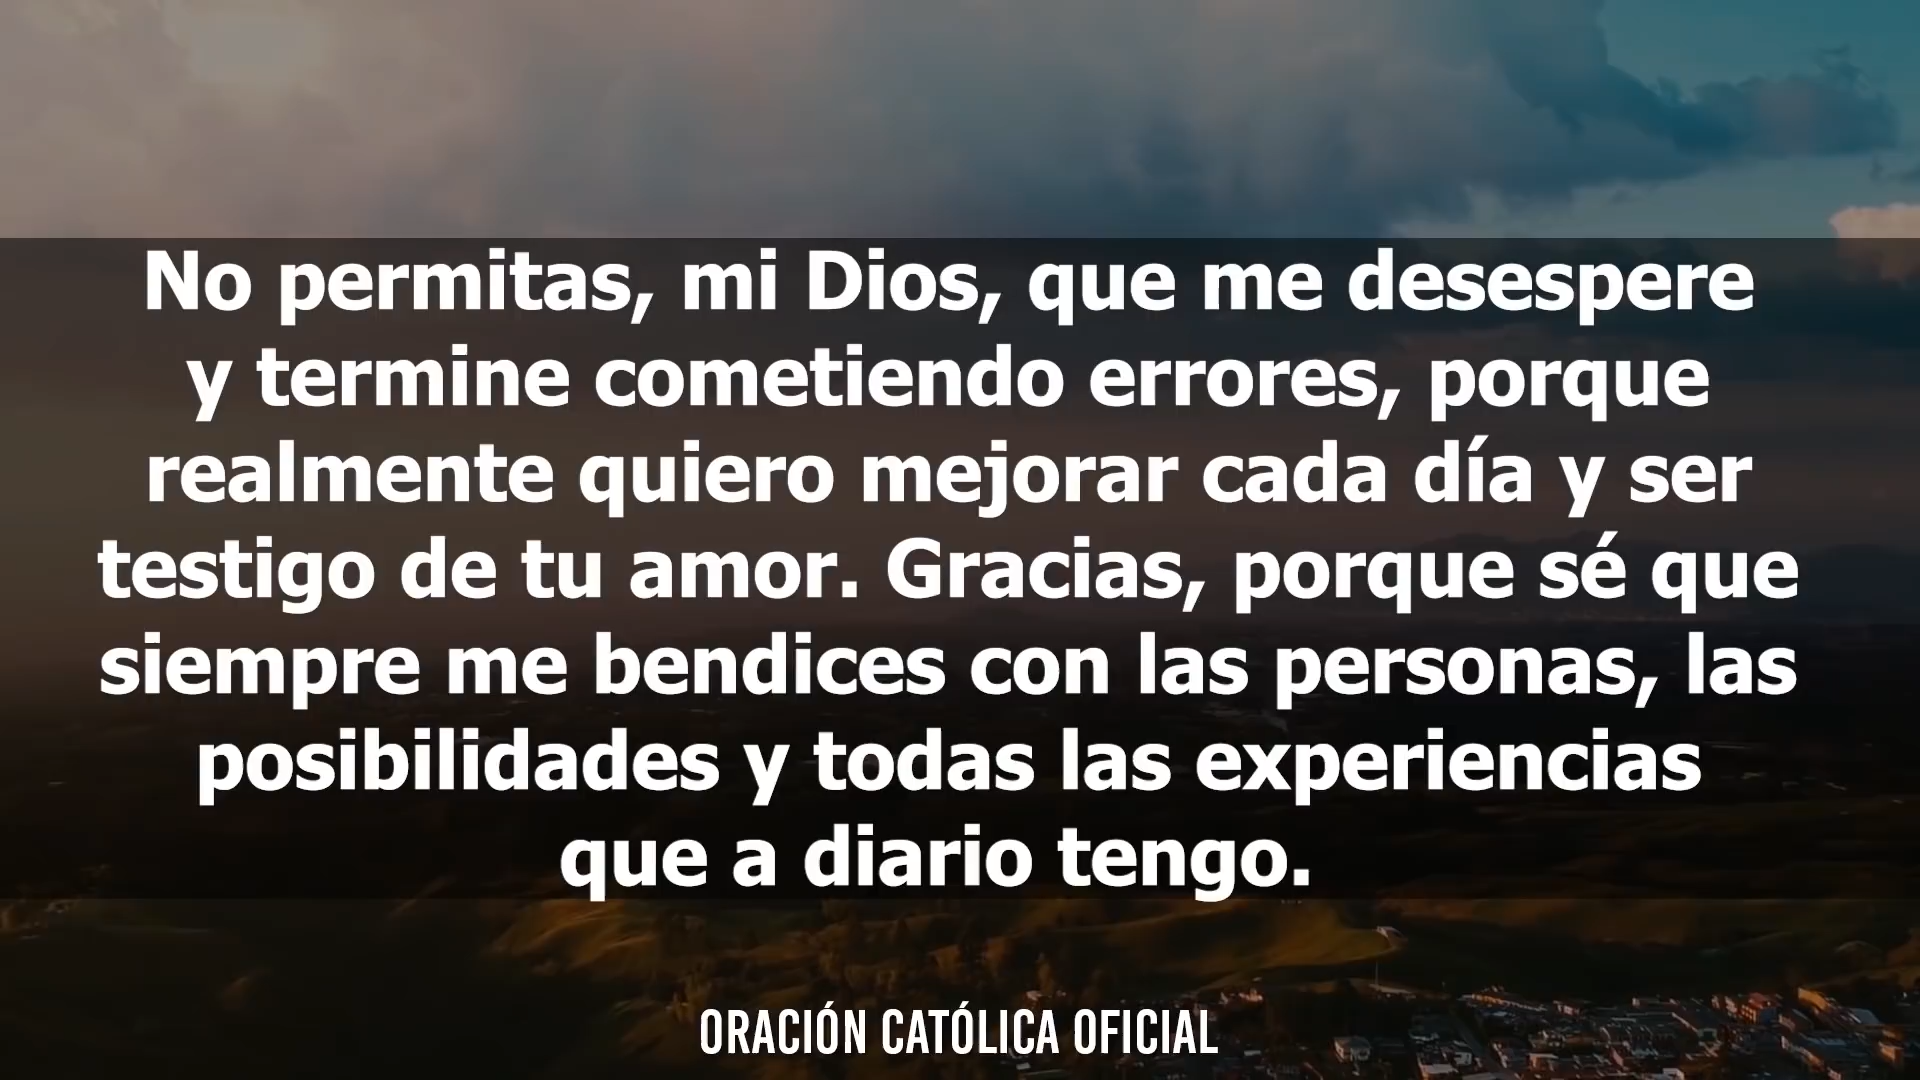 No permitas, mi Dios, que me desespere
y termine cometiendo errores, porque
realmente quiero mejorar cada día y ser
testigo de tu amor. Gracias, porque sé que
siempre me bendices con las personas, las
posibilidades y todas las experiencias
que a diario tengo.
ORACIÓN CATÓLICA OFICIAL